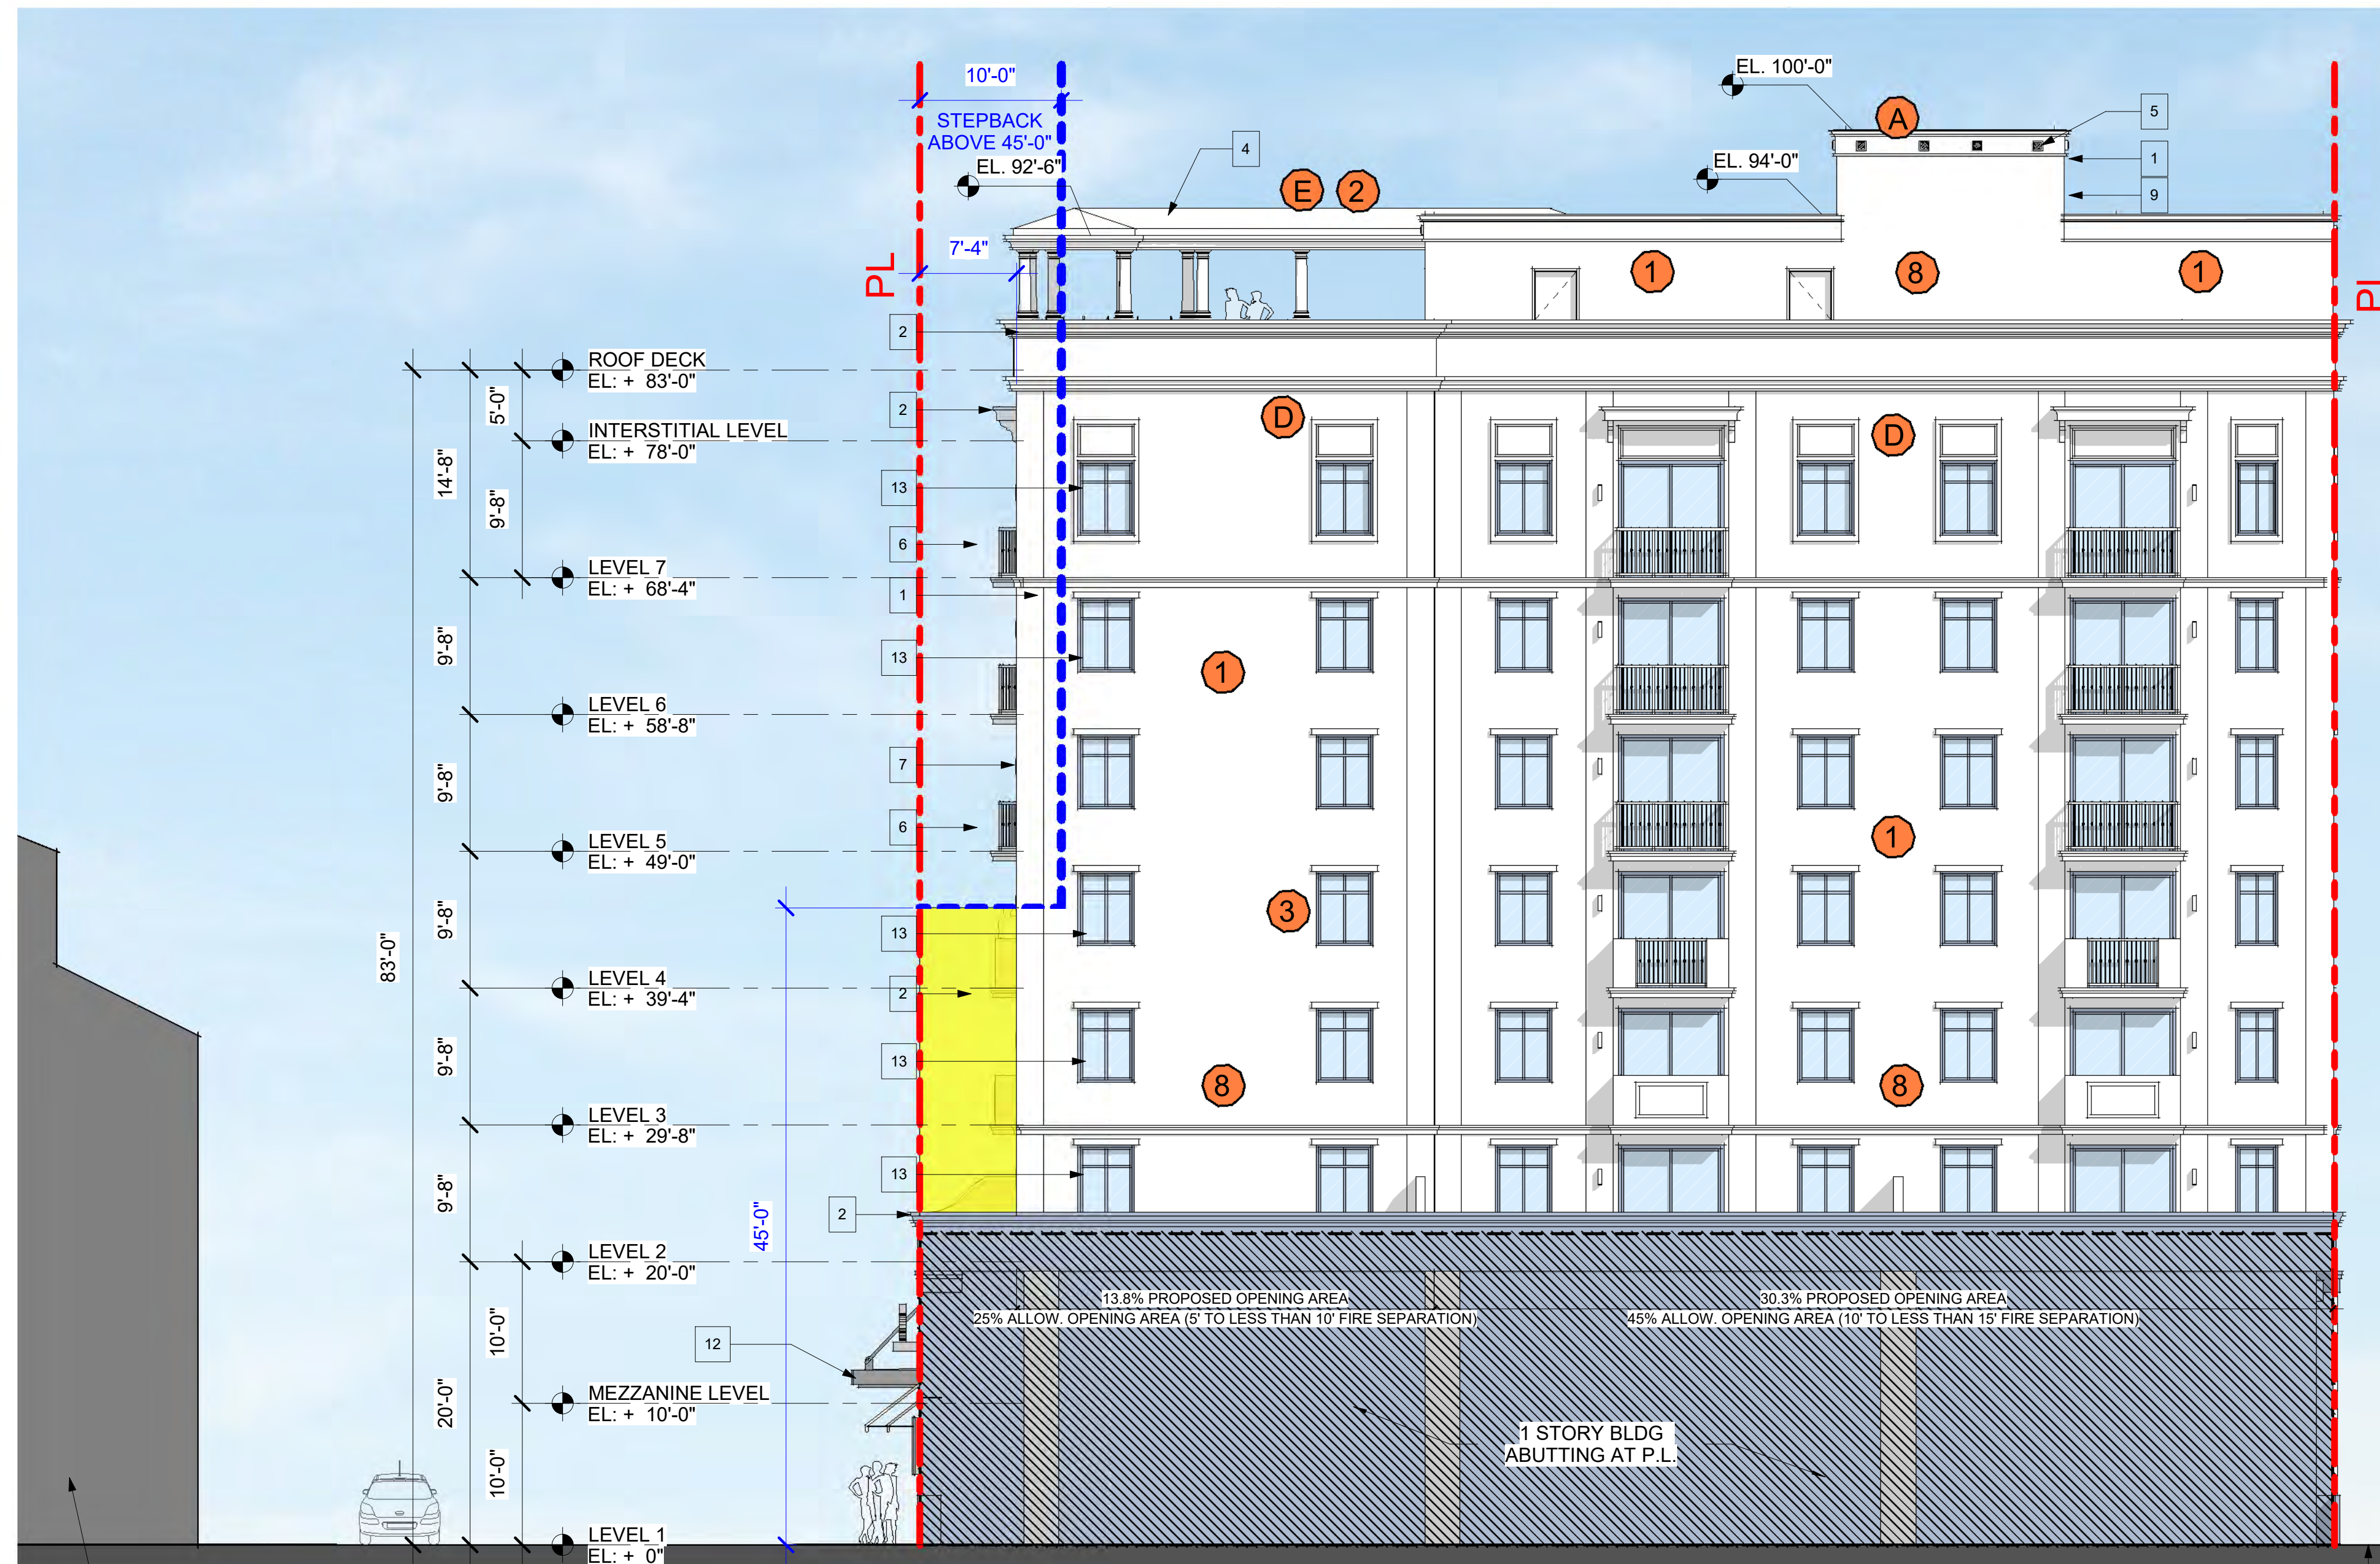 10'-0"
STEPBACK
ABOVE 45'-0"
EL. 92'-6"
7'-4"
PL
4
E
2
EL. 100'-0"
A
5
1
9
EL. 94'-0"
1
8
1
PL
2
ROOF DECK
EL: + 83'-0"
5'-0"
2
D
D
INTERSTITIAL LEVEL
EL: + 78'-0"
14'-8"
9'-8"
13
6
LEVEL 7
EL: + 68'-4"
1
9'-8"
13
1
LEVEL 6
EL: + 58'-8"
9'-8"
7
6
1
LEVEL 5
EL: + 49'-0"
9'-8"
83'-0"
13
3
LEVEL 4
EL: + 39'-4"
2
9'-8"
13
8
8
LEVEL 3
EL: + 29'-8"
9'-8"
13
2
45'-0"
LEVEL 2
EL: + 20'-0"
13.8% PROPOSED OPENING AREA
25% ALLOW. OPENING AREA (5' TO LESS THAN 10' FIRE SEPARATION)
30.3% PROPOSED OPENING AREA
45% ALLOW. OPENING AREA (10' TO LESS THAN 15' FIRE SEPARATION)
10'-0"
12
20'-0"
MEZZANINE LEVEL
EL: + 10'-0"
1 STORY BLDG
ABUTTING AT P.L.
10'-0"
LEVEL 1
EL: + 0"